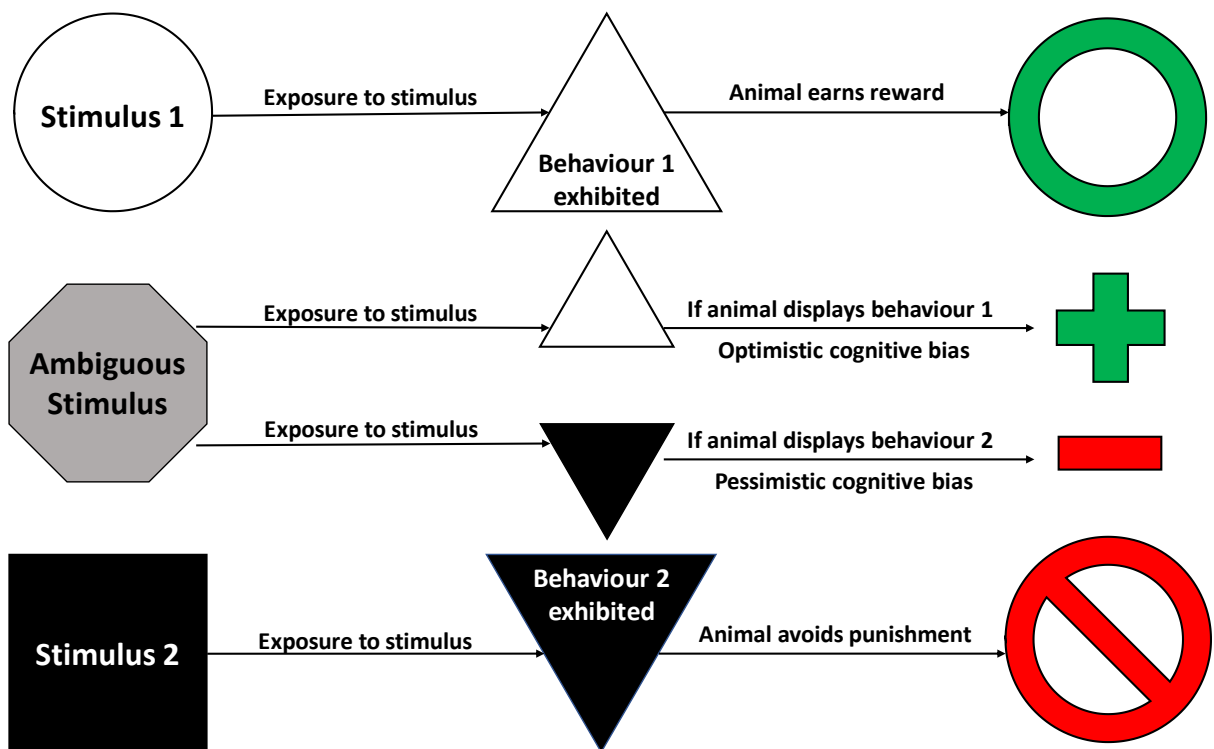 Stimulus 1
Exposure to stimulus
Behaviour 1
exhibited
Animal earns reward
Ambiguous
Stimulus
Exposure to stimulus
If animal displays behaviour 1
Optimistic cognitive bias
Exposure to stimulus
If animal displays behaviour 2
Pessimistic cognitive bias
Stimulus 2
Exposure to stimulus
Behaviour 2
exhibited
Animal avoids punishment